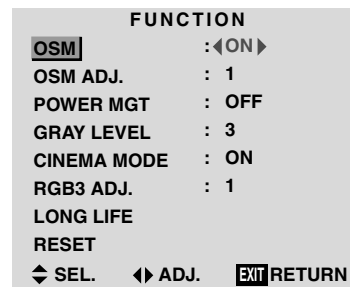 FUNCTION
OSM : ◀ON▶
OSM ADJ. : 1
POWER MGT : OFF
GRAY LEVEL : 3
CINEMA MODE : ON
RGB3 ADJ. : 1
LONG LIFE
RESET
SEL. ADJ. EXIT RETURN